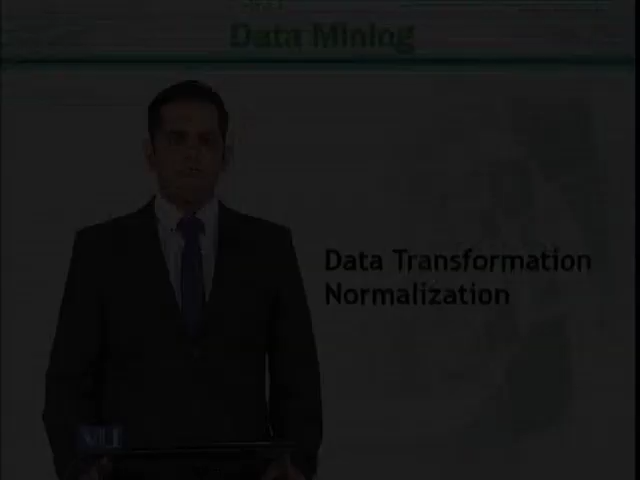 Data Mining
Data Transformation
Normalization